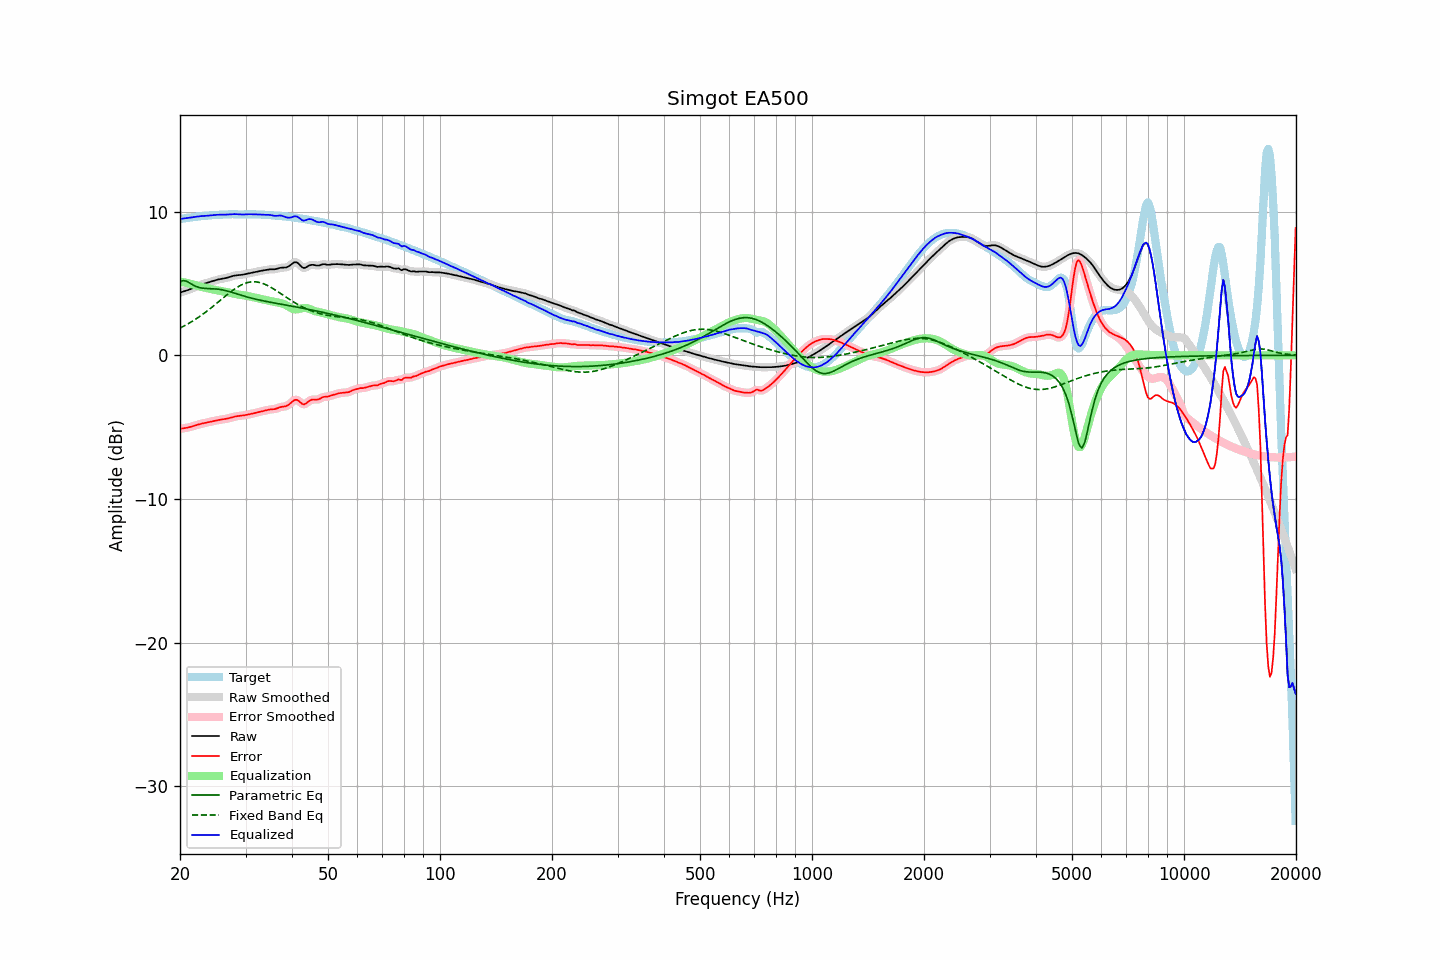 Simgot EA500
Amplitude (dBr)
10
0
−10
−20
−30
Target
Raw Smoothed
Error Smoothed
Raw
Error
Equalization
Parametric Eq
Fixed Band Eq
Equalized
20 50 100 200 500 1000 2000 5000 10000 20000
Frequency (Hz)